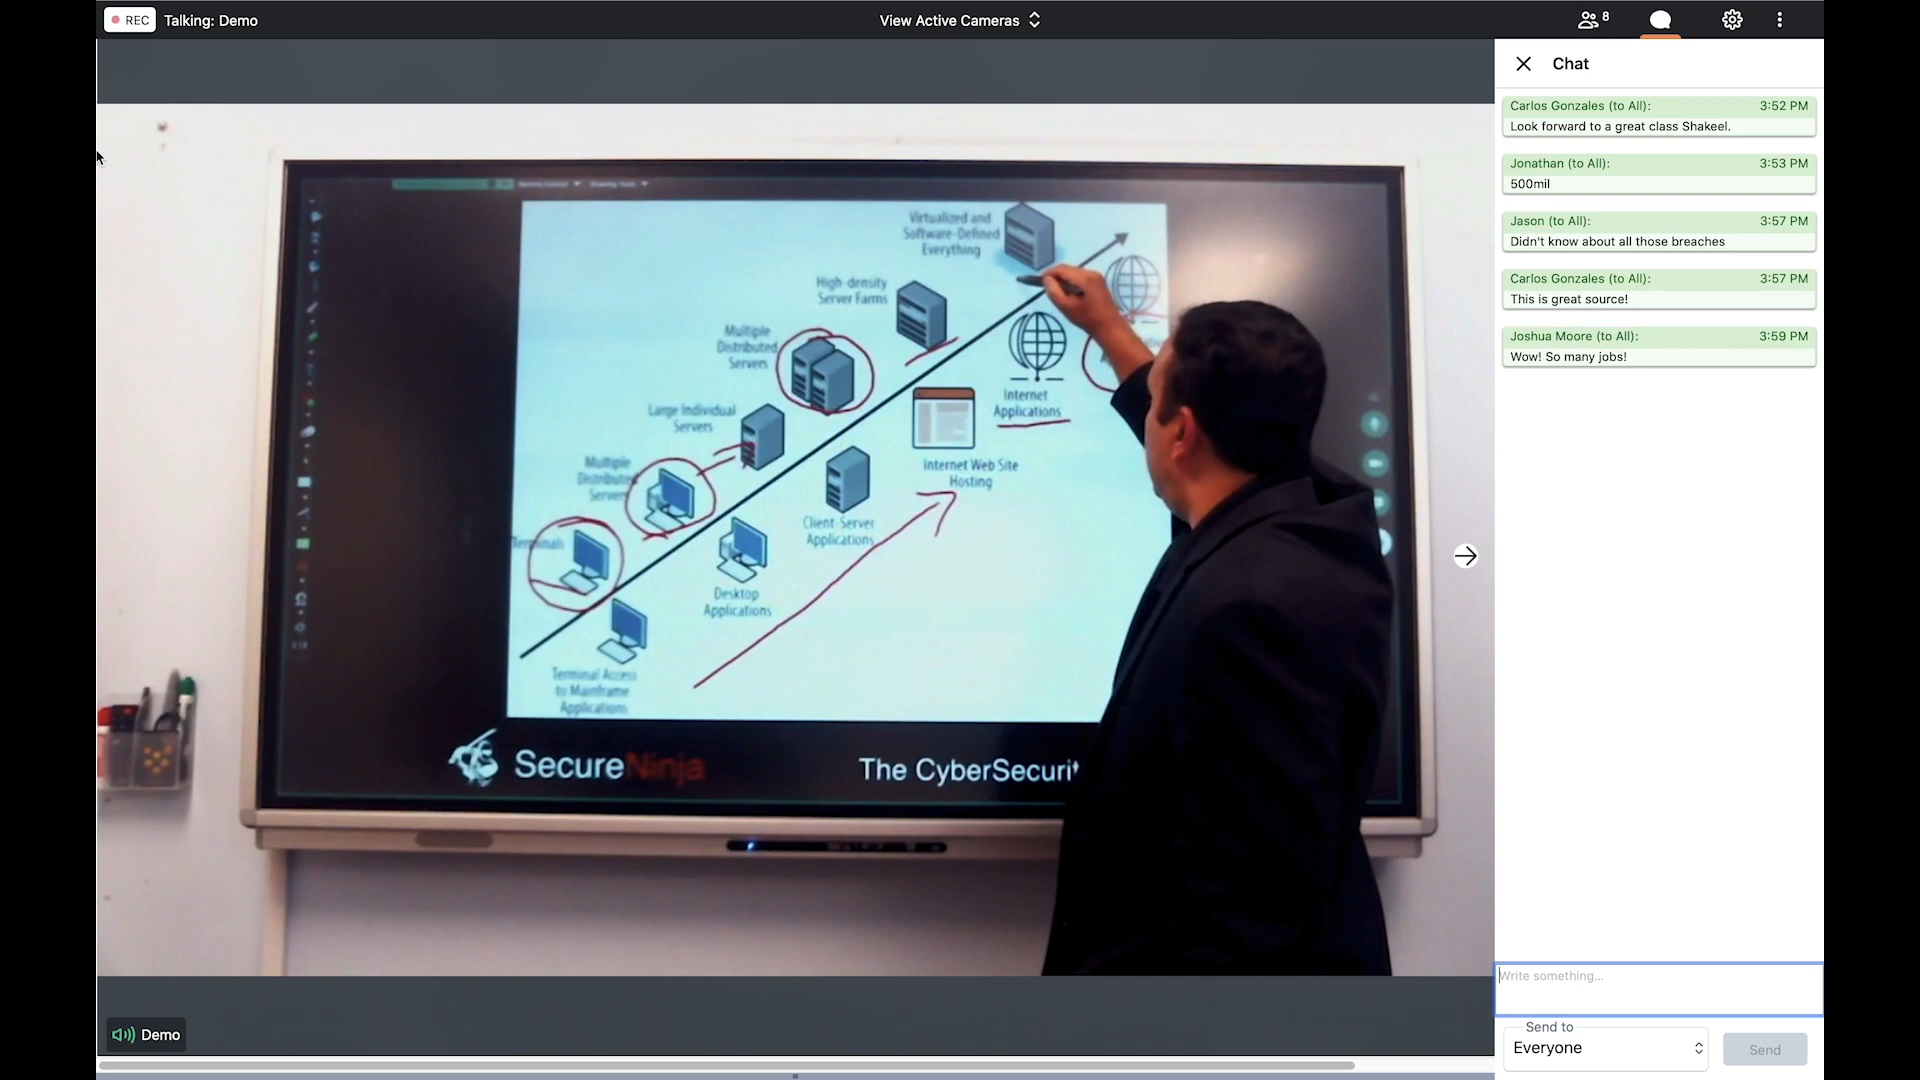 REC
Talking: Demo
View Active Cameras
8
Chat
Carlos Gonzales (to All):
3:52 PM
Look forward to a great class Shakeel.
Jonathan (to All):
3:53 PM
500mil
Jason (to All):
3:57 PM
Didn't know about all those breaches
Carlos Gonzales (to All):
3:57 PM
This is great source!
Joshua Moore (to All):
3:59 PM
Wow! So many jobs!
Virtualized and
Software-Defined
Everything
High-density
Server Farms
Multiple
Distributed
Servers
Large Individual
Servers
Multiple
Distributed
Servers
Terminals
Internet
Applications
Internet Web Site
Hosting
Client-Server
Applications
Desktop
Applications
Terminal Access
to Mainframe
Applications
SecureNinja
The CyberSecurit
Demo
Write something...
Send to
Everyone
Send